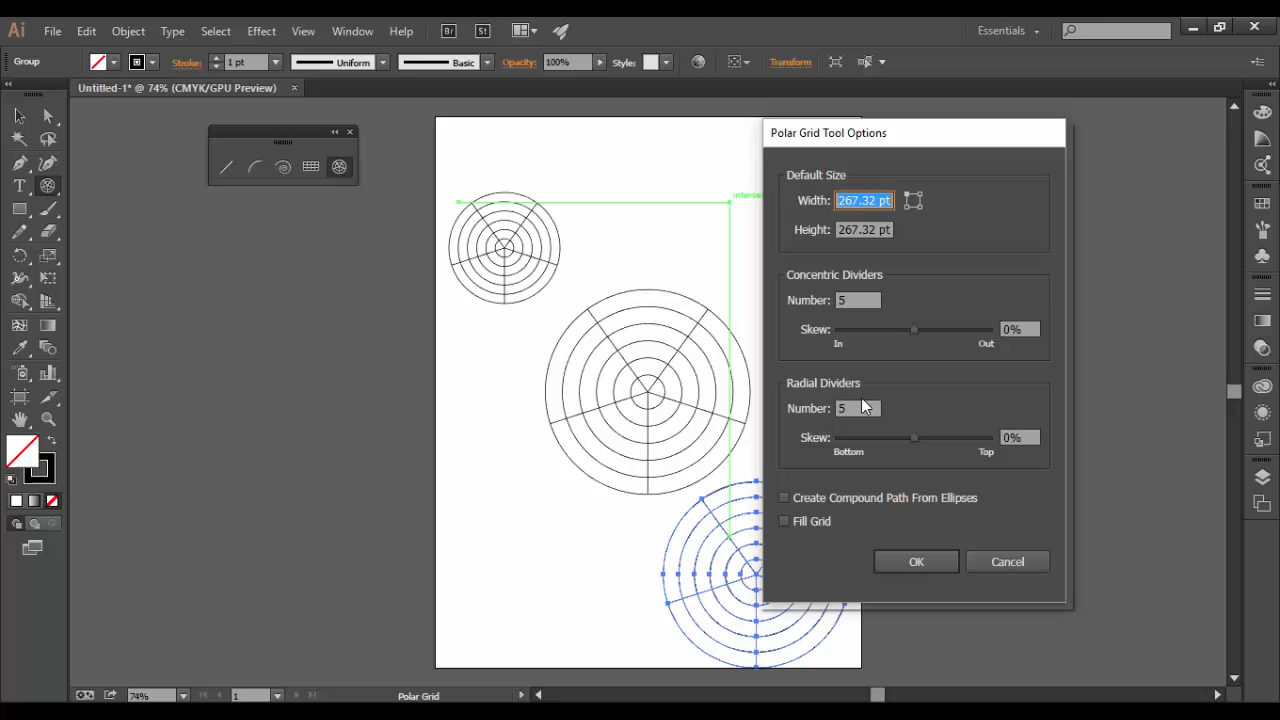 Ai File Edit Object Type Select Effect View Window Help Br St Essentials
Group Stroke: 1 pt Uniform Basic Opacity: 100% Style: Transform
Untitled-1* @ 74% (CMYK/GPU Preview) ×
Polar Grid Tool Options
Default Size
Width: 267.32 pt
Height: 267.32 pt
Concentric Dividers
Number: 5
Skew: 0%
In Out
Radial Dividers
Number: 5
Skew: 0%
Bottom Top
Create Compound Path From Ellipses
Fill Grid
OK Cancel
74% 1 Polar Grid